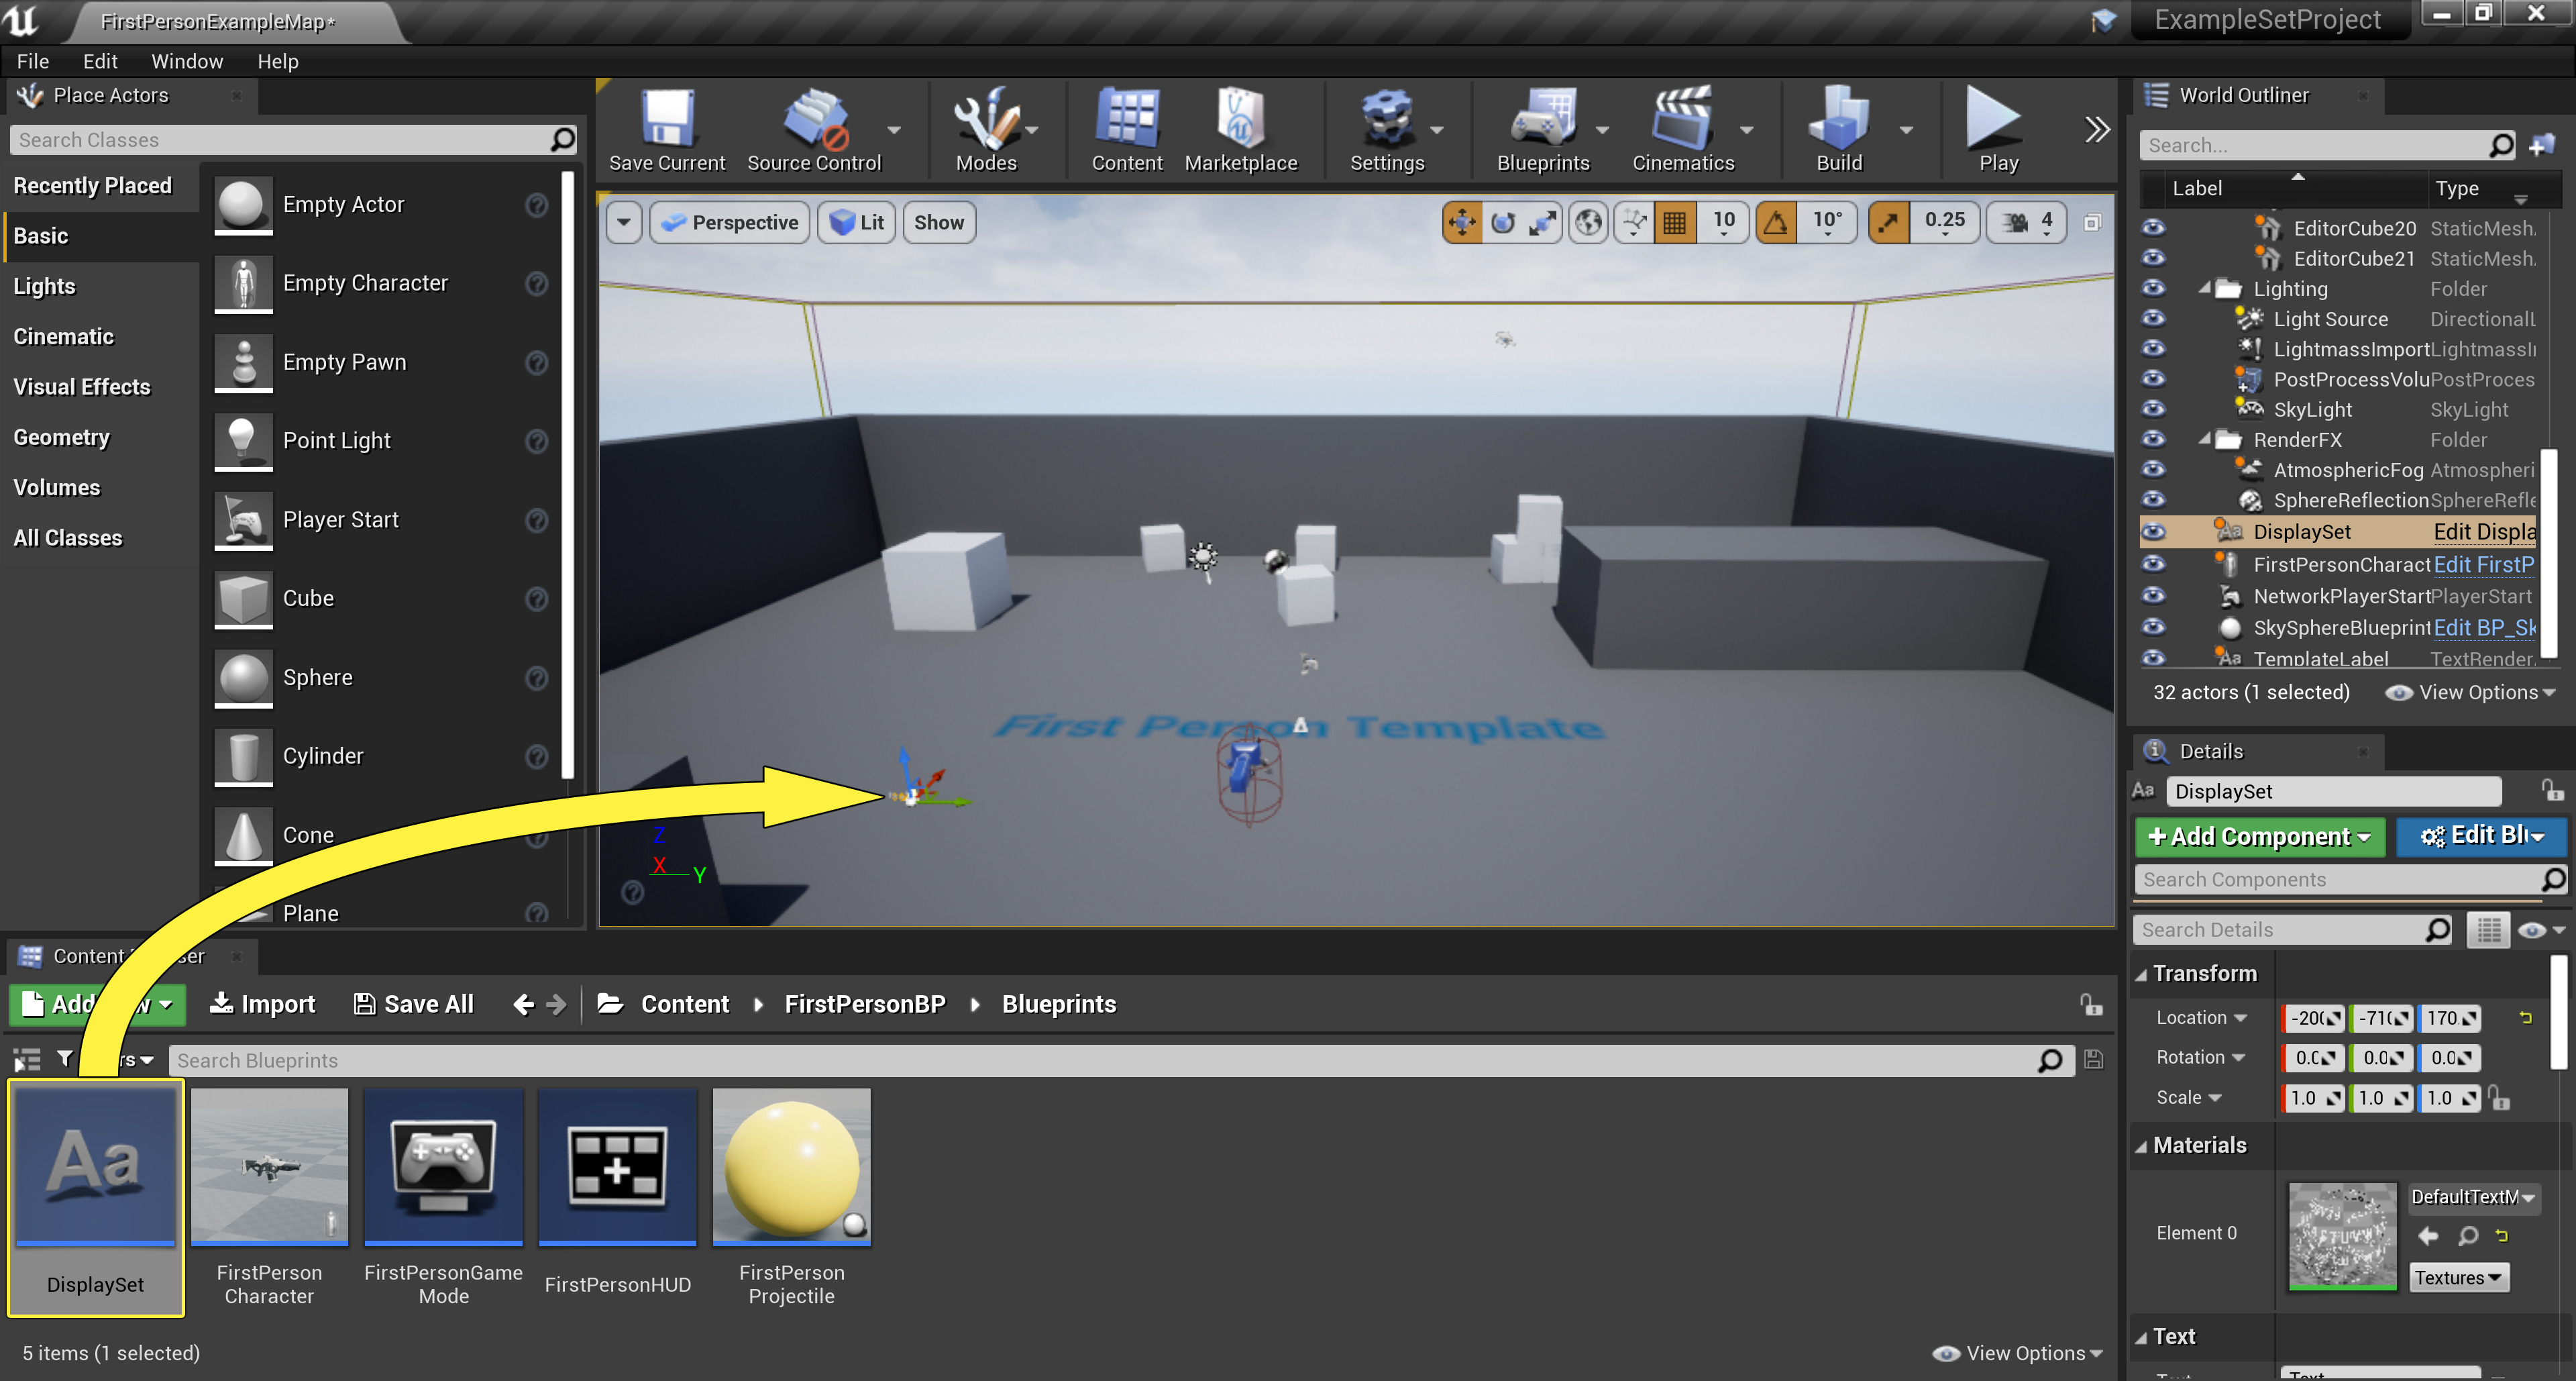 FirstPersonExampleMap*
ExampleSetProject
File Edit Window Help
Place Actors
Search Classes
Recently Placed
Basic
Lights
Cinematic
Visual Effects
Geometry
Volumes
All Classes
Empty Actor
Empty Character
Empty Pawn
Point Light
Player Start
Cube
Sphere
Cylinder
Cone
Plane
Save Current
Source Control
Modes
Content
Marketplace
Settings
Blueprints
Cinematics
Build
Play
Perspective
Lit
Show
10
10°
0.25
4
First Person Template
Z
X
Y
World Outliner
Search...
Label Type
EditorCube20 StaticMesh
EditorCube21 StaticMesh
Lighting Folder
Light Source Directional
LightmassImport
PostProcessVolu PostProces
SkyLight SkyLight
RenderFX Folder
AtmosphericFog Atmospheri
SphereReflection SphereRefle
DisplaySet Edit Displa
FirstPersonCharact Edit FirstP
NetworkPlayerStart PlayerStart
SkySphereBlueprint Edit BP_Sk
TemplateLabel TextRender
32 actors (1 selected) View Options
Details
Aa DisplaySet
+Add Component Edit Bl
Search Components
Search Details
Transform
Location -20 -71 170.
Rotation 0.0 0.0 0.0
Scale 1.0 1.0 1.0
Materials
Element 0
DefaultTextM
Textures
Text
Content
Add
Import
Save All
Content
FirstPersonBP
Blueprints
Search Blueprints
Aa
DisplaySet
FirstPerson
Character
FirstPersonGame
Mode
FirstPersonHUD
FirstPerson
Projectile
5 items (1 selected)
View Options